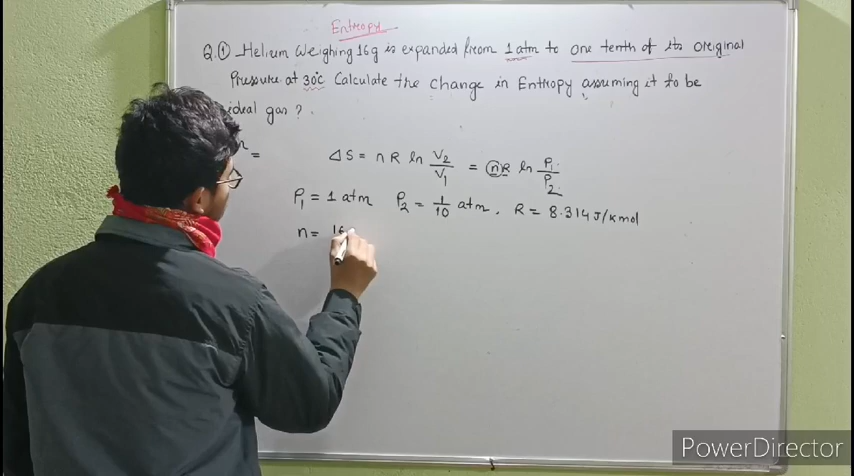 Entropy
Q.① Helium Weighing 16g is expanded from 1 atm to one tenth of its original
Pressure at 30°C Calculate the change in Entropy assuming it to be
ideal gas ?
ΔS = n R ln V₂/V₁ = n R ln P₁/P₂
P₁ = 1 atm P₂ = 1/10 atm, R = 8.314 J/K mol
n = 16
PowerDirector